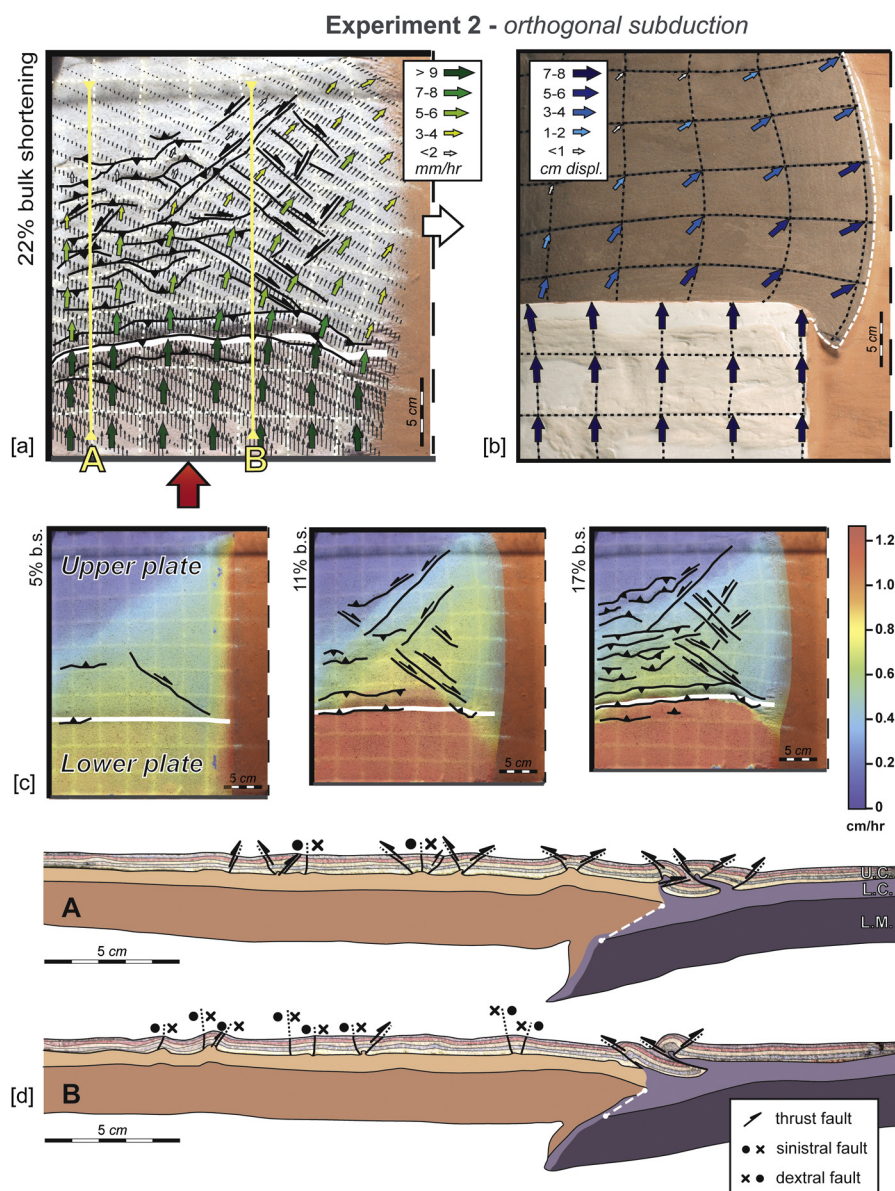 Experiment 2 - orthogonal subduction
22% bulk shortening
> 9
7-8
5-6
3-4
<2
mm/hr
7-8
5-6
3-4
1-2
<1
cm displ.
5 cm
5 cm
A
B
[a]
[b]
5% b.s.
11% b.s.
17% b.s.
Upper plate
Lower plate
5 cm
5 cm
5 cm
[c]
1.2
1.0
0.8
0.6
0.4
0.2
0
cm/hr
A
U.C.
L.C.
L.M.
5 cm
[d]
B
5 cm
thrust fault
sinistral fault
dextral fault